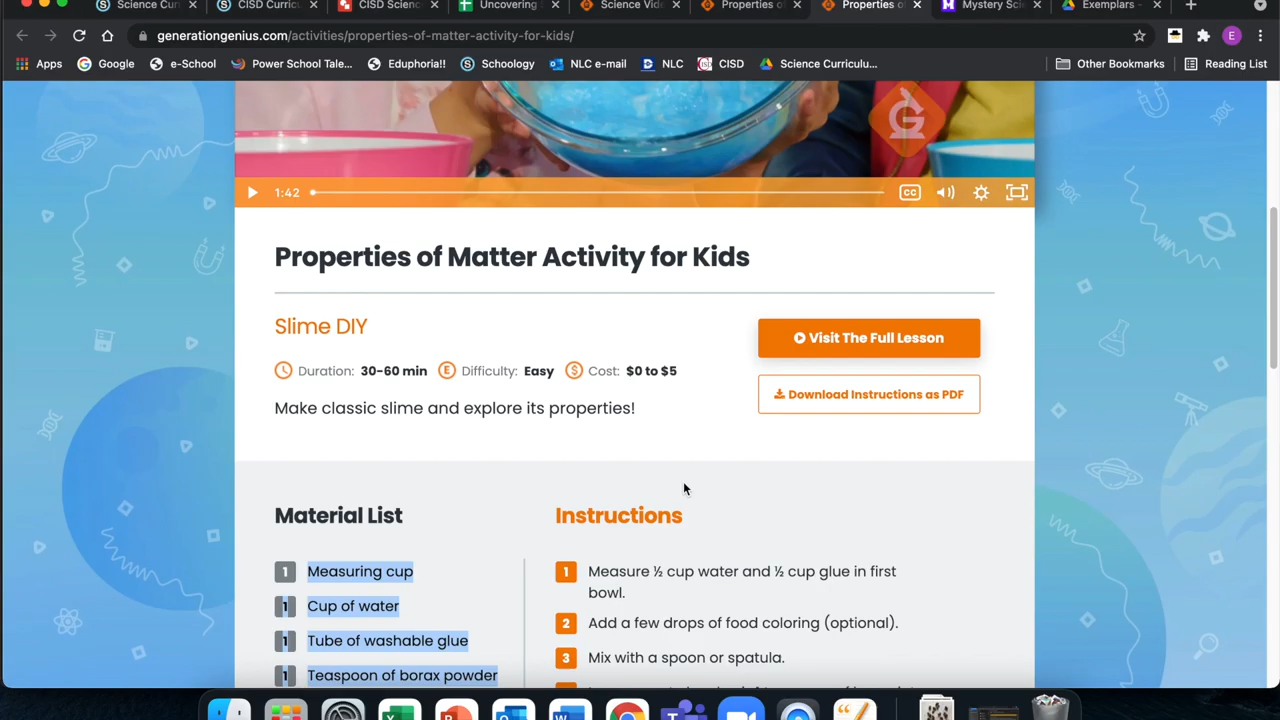 Science Cur
CISD Curricu
CISD Scienc
Uncovering
Science Vid
Properties o
Properties o
Mystery Sci
Exemplars -
generationgenius.com/activities/properties-of-matter-activity-for-kids/
E
Apps
Google
e-School
Power School Tale...
Eduphoria!!
Schoology
NLC e-mail
NLC
CISD
Science Curriculu...
Other Bookmarks
Reading List
G
1:42
CC
Properties of Matter Activity for Kids
Slime DIY
Visit The Full Lesson
Duration: 30-60 min
E Difficulty: Easy
$ Cost: $0 to $5
Download Instructions as PDF
Make classic slime and explore its properties!
Material List
1 Measuring cup
1 Cup of water
1 Tube of washable glue
1 Teaspoon of borax powder
Instructions
1 Measure ½ cup water and ½ cup glue in first
bowl.
2 Add a few drops of food coloring (optional).
3 Mix with a spoon or spatula.